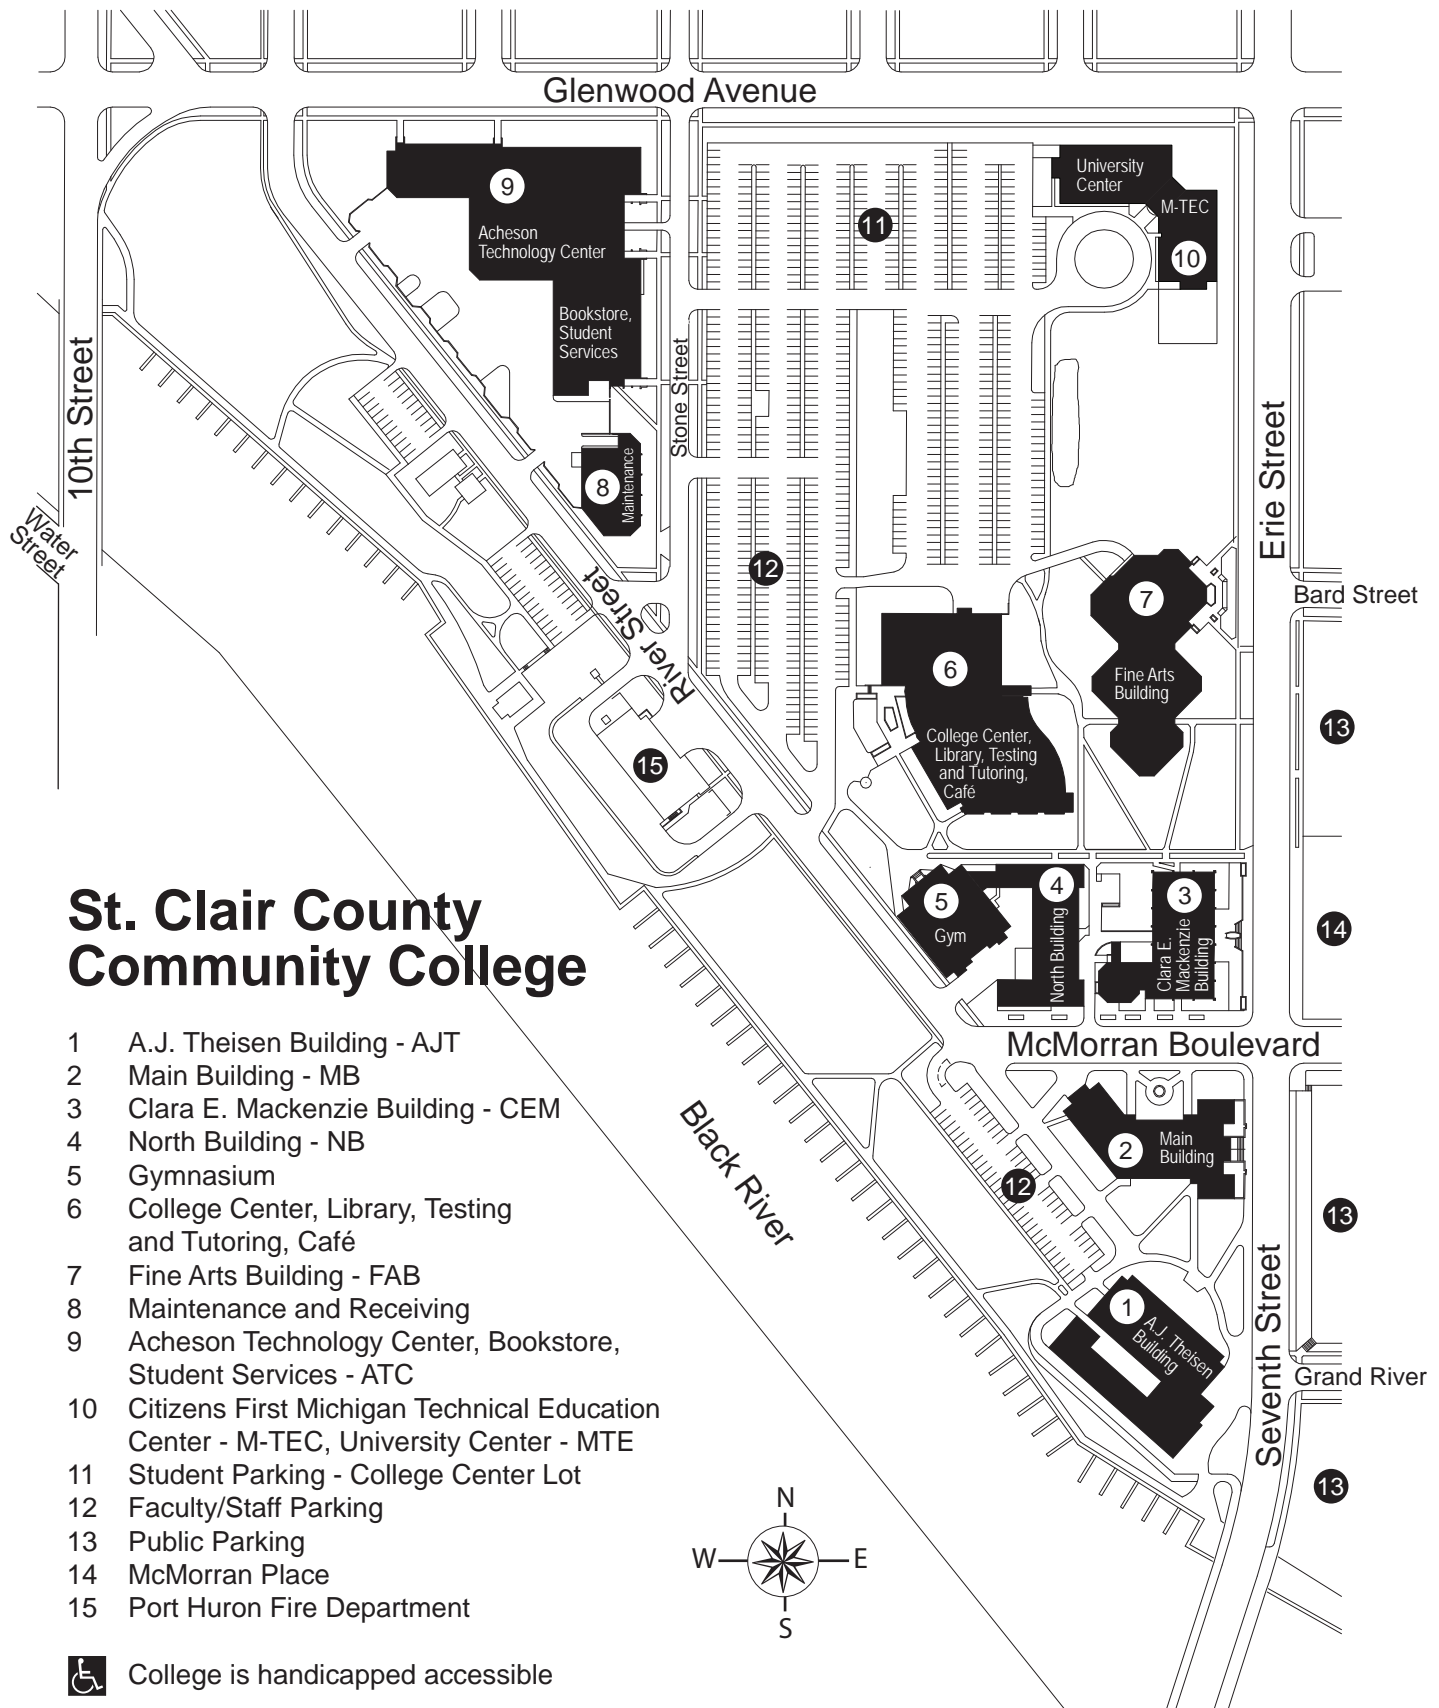 Glenwood Avenue
University
Center
M-TEC
9
11
10
Acheson
Technology Center
Bookstore,
Student
Services
10th Street
Stone Street
Erie Street
8
Maintenance
Water
Street
12
River Street
7
Bard Street
6
Fine Arts
Building
13
College Center,
Library, Testing
and Tutoring,
Café
15
5
Gym
4
North Building
3
Clara E.
Mackenzie
Building
14
McMorran Boulevard
Black River
2
Main
Building
12
13
1
A.J. Theisen
Building
Seventh Street
Grand River
13
St. Clair County
Community College
1 A.J. Theisen Building - AJT
2 Main Building - MB
3 Clara E. Mackenzie Building - CEM
4 North Building - NB
5 Gymnasium
6 College Center, Library, Testing
and Tutoring, Café
7 Fine Arts Building - FAB
8 Maintenance and Receiving
9 Acheson Technology Center, Bookstore,
Student Services - ATC
10 Citizens First Michigan Technical Education
Center - M-TEC, University Center - MTE
11 Student Parking - College Center Lot
12 Faculty/Staff Parking
13 Public Parking
14 McMorran Place
15 Port Huron Fire Department
College is handicapped accessible
N
W E
S